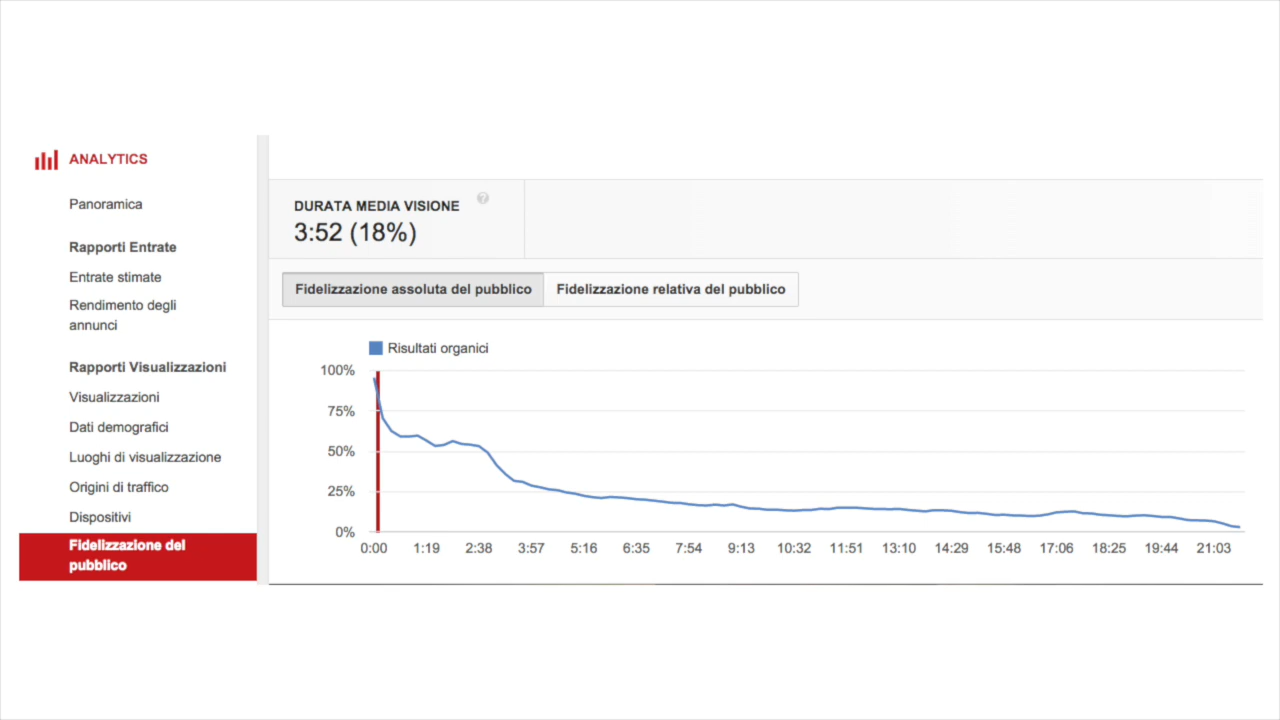 ANALYTICS
Panoramica
Rapporti Entrate
Entrate stimate
Rendimento degli
annunci
Rapporti Visualizzazioni
Visualizzazioni
Dati demografici
Luoghi di visualizzazione
Origini di traffico
Dispositivi
Fidelizzazione del
pubblico
DURATA MEDIA VISIONE ?
3:52 (18%)
Fidelizzazione assoluta del pubblico Fidelizzazione relativa del pubblico
Risultati organici
100%
75%
50%
25%
0%
0:00 1:19 2:38 3:57 5:16 6:35 7:54 9:13 10:32 11:51 13:10 14:29 15:48 17:06 18:25 19:44 21:03